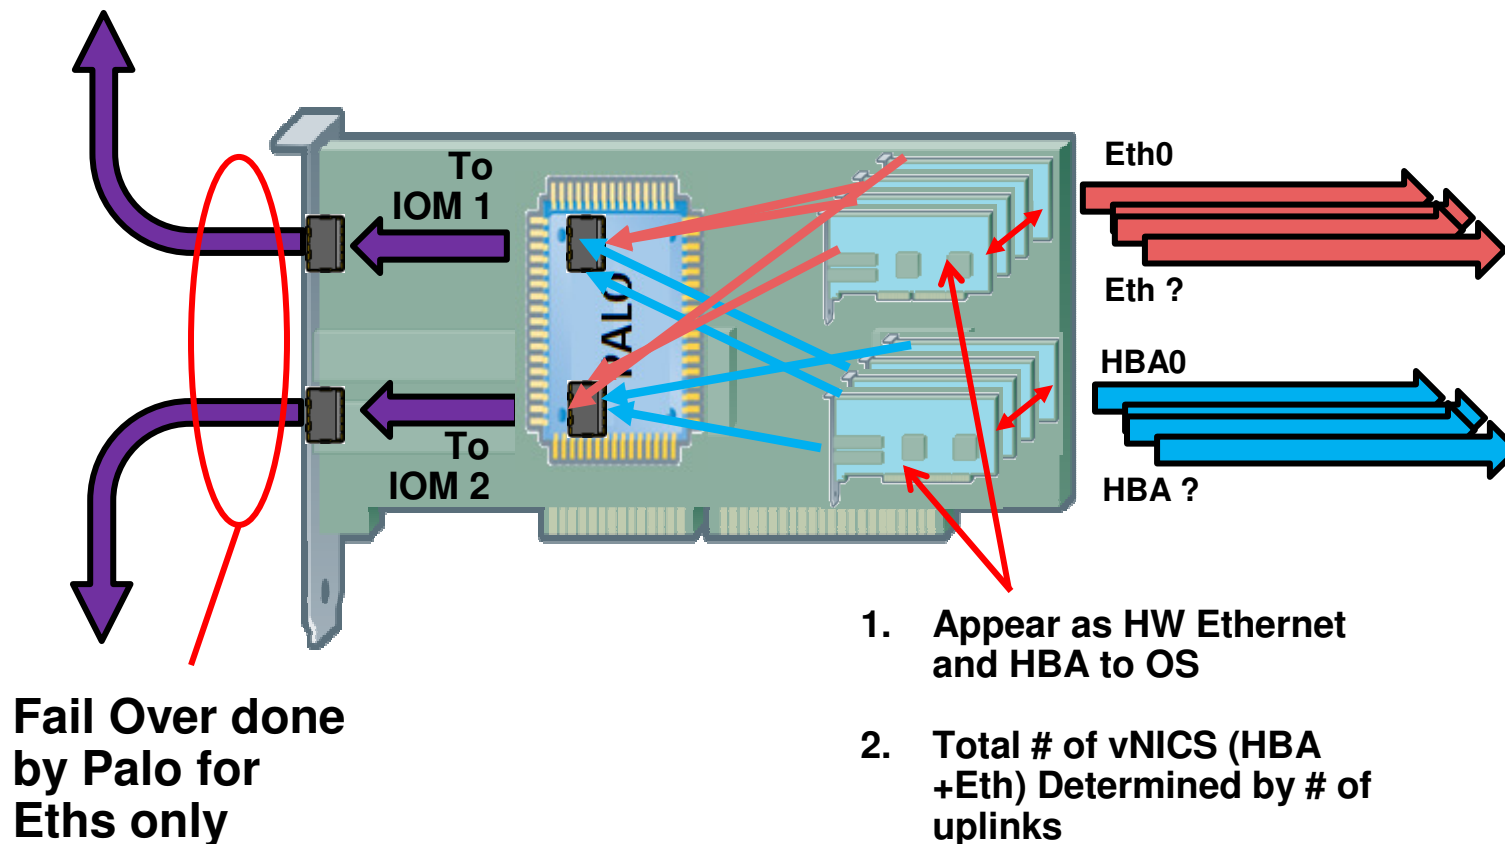 To
IOM 1
PALO
To
IOM 2
Eth0
Eth ?
HBA0
HBA ?
Fail Over done
by Palo for
Eths only
1. Appear as HW Ethernet
and HBA to OS
2. Total # of vNICS (HBA
+Eth) Determined by # of
uplinks